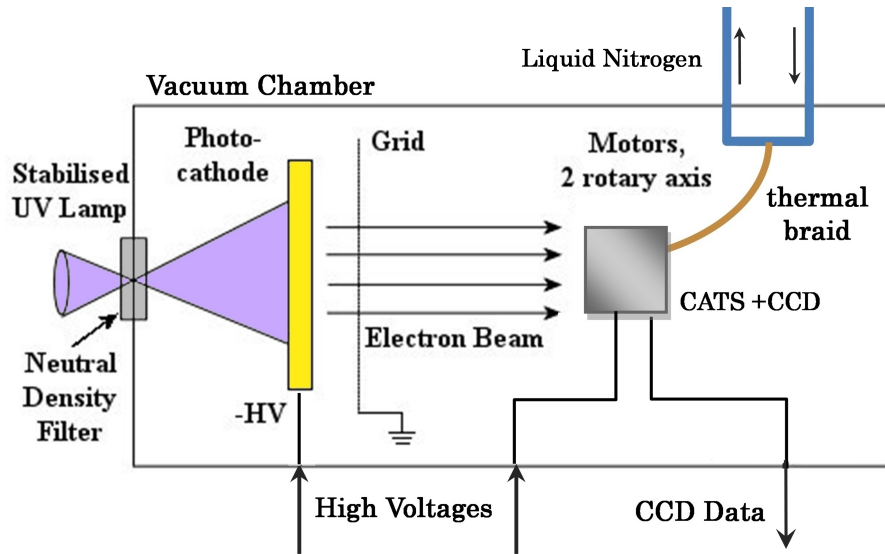 Liquid Nitrogen
Vacuum Chamber
Photo-
cathode
Grid
Motors,
2 rotary axis
Stabilised
UV Lamp
thermal
braid
CATS +CCD
Electron Beam
Neutral
Density
Filter
-HV
High Voltages
CCD Data